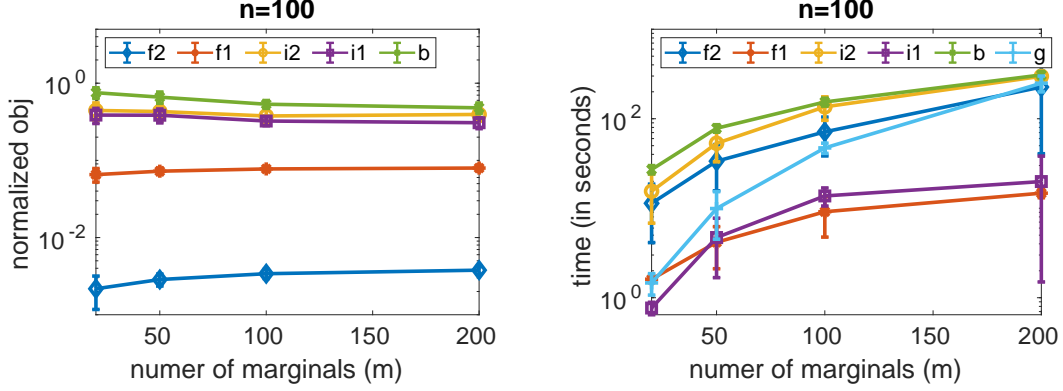 n=100
f2 f1 i2 i1 b
normalized obj
10^0
10^-2
50 100 150 200
numer of marginals (m)
n=100
f2 f1 i2 i1 b g
time (in seconds)
10^2
10^0
50 100 150 200
numer of marginals (m)